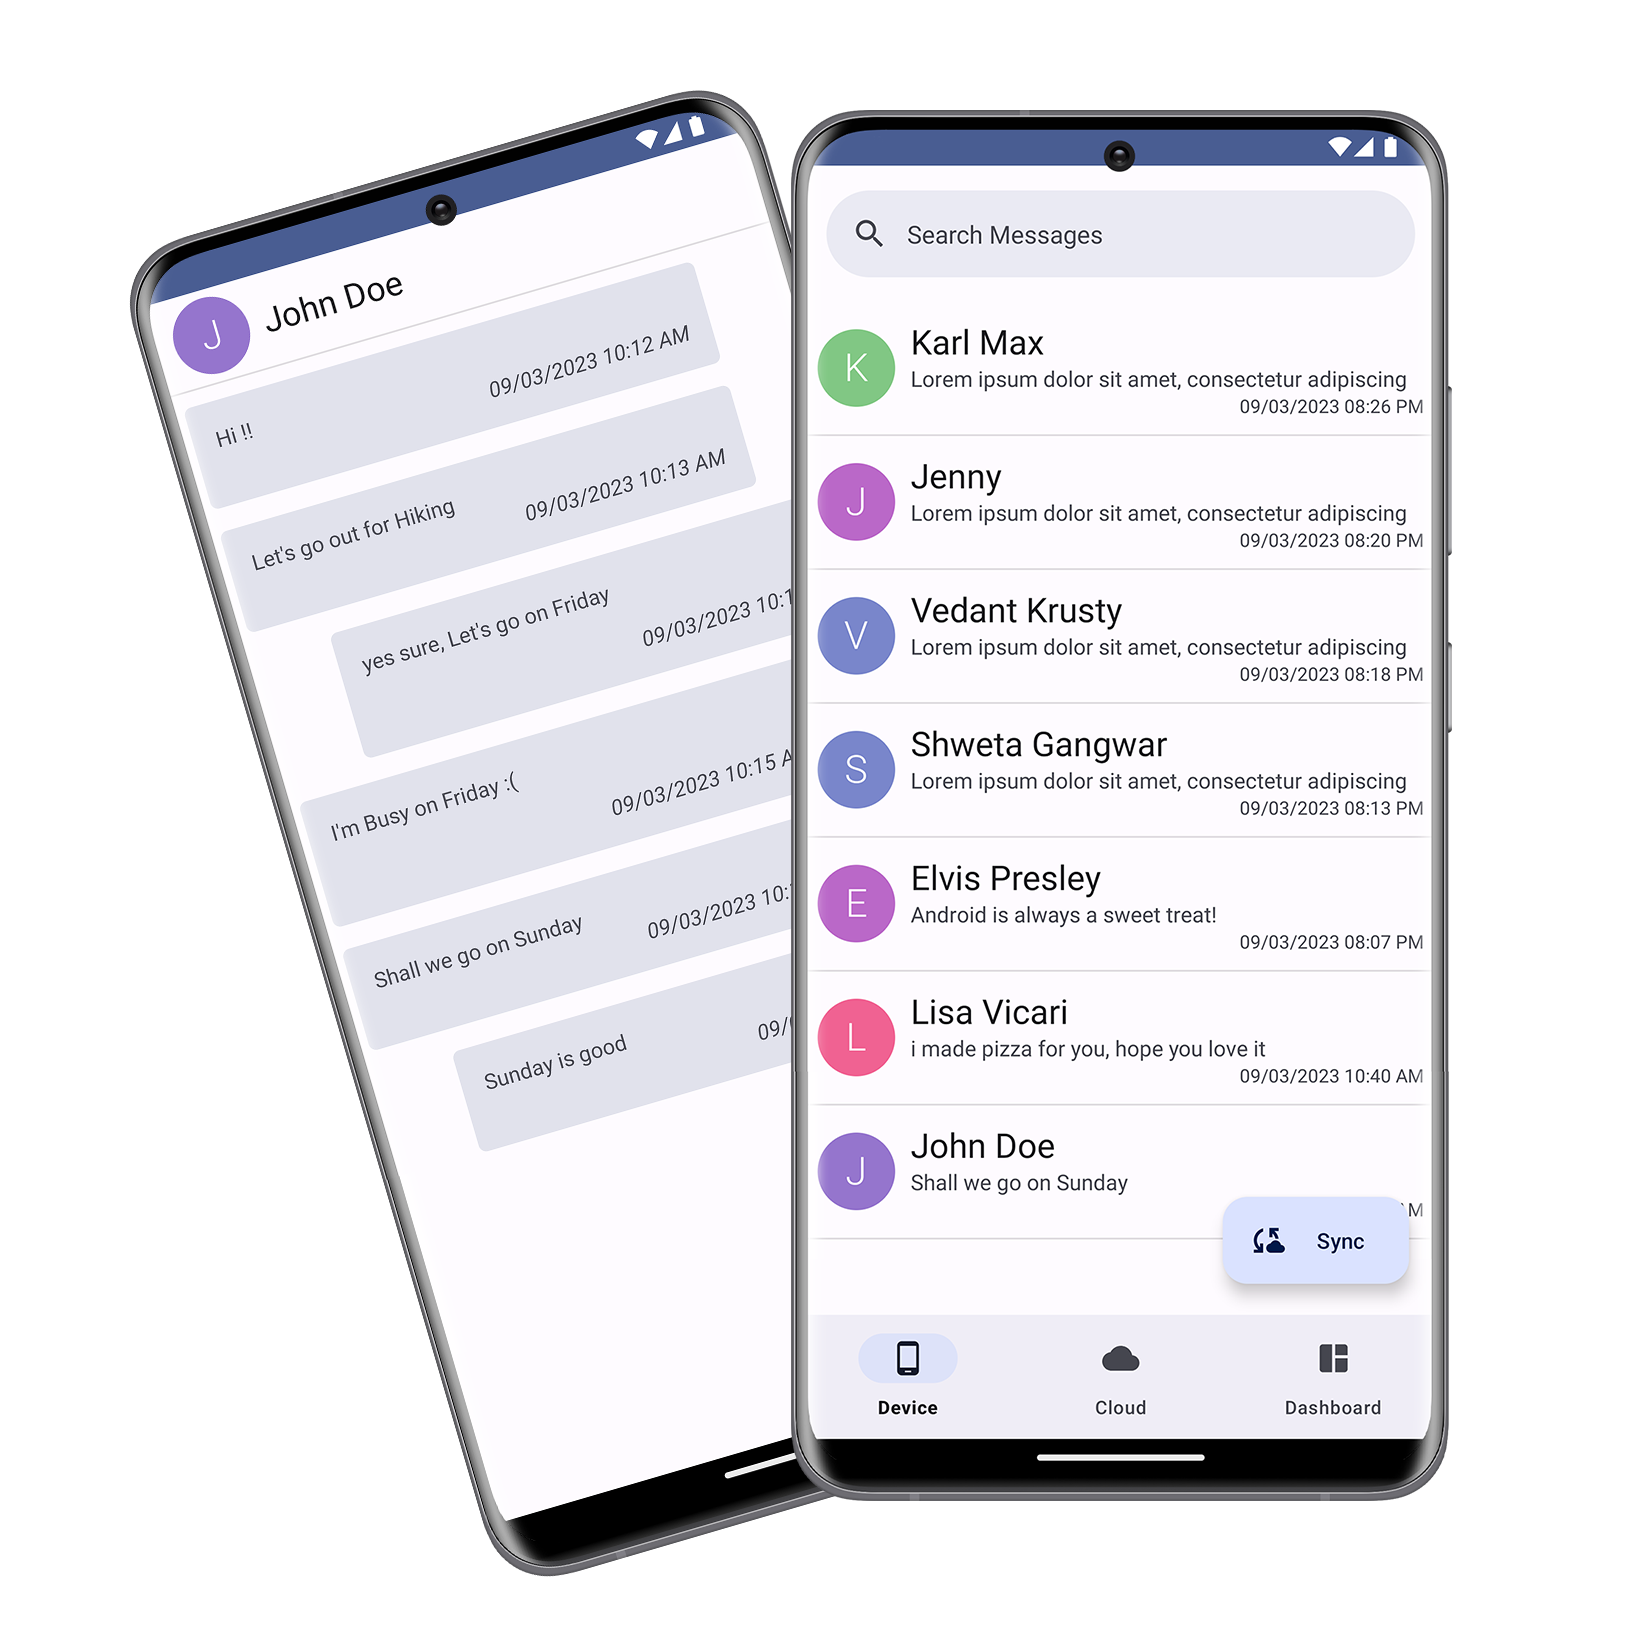 J
John Doe
09/03/2023 10:12 AM
Hi !!
09/03/2023 10:13 AM
Let's go out for Hiking
yes sure, Let's go on Friday
09/03/2023 10:1
I'm Busy on Friday :(
09/03/2023 10:15 A
Shall we go on Sunday
09/03/2023 10:
Sunday is good
09/
Search Messages
K
Karl Max
Lorem ipsum dolor sit amet, consectetur adipiscing
09/03/2023 08:26 PM
J
Jenny
Lorem ipsum dolor sit amet, consectetur adipiscing
09/03/2023 08:20 PM
V
Vedant Krusty
Lorem ipsum dolor sit amet, consectetur adipiscing
09/03/2023 08:18 PM
S
Shweta Gangwar
Lorem ipsum dolor sit amet, consectetur adipiscing
09/03/2023 08:13 PM
E
Elvis Presley
Android is always a sweet treat!
09/03/2023 08:07 PM
L
Lisa Vicari
i made pizza for you, hope you love it
09/03/2023 10:40 AM
J
John Doe
Shall we go on Sunday
M
Sync
Device
Cloud
Dashboard